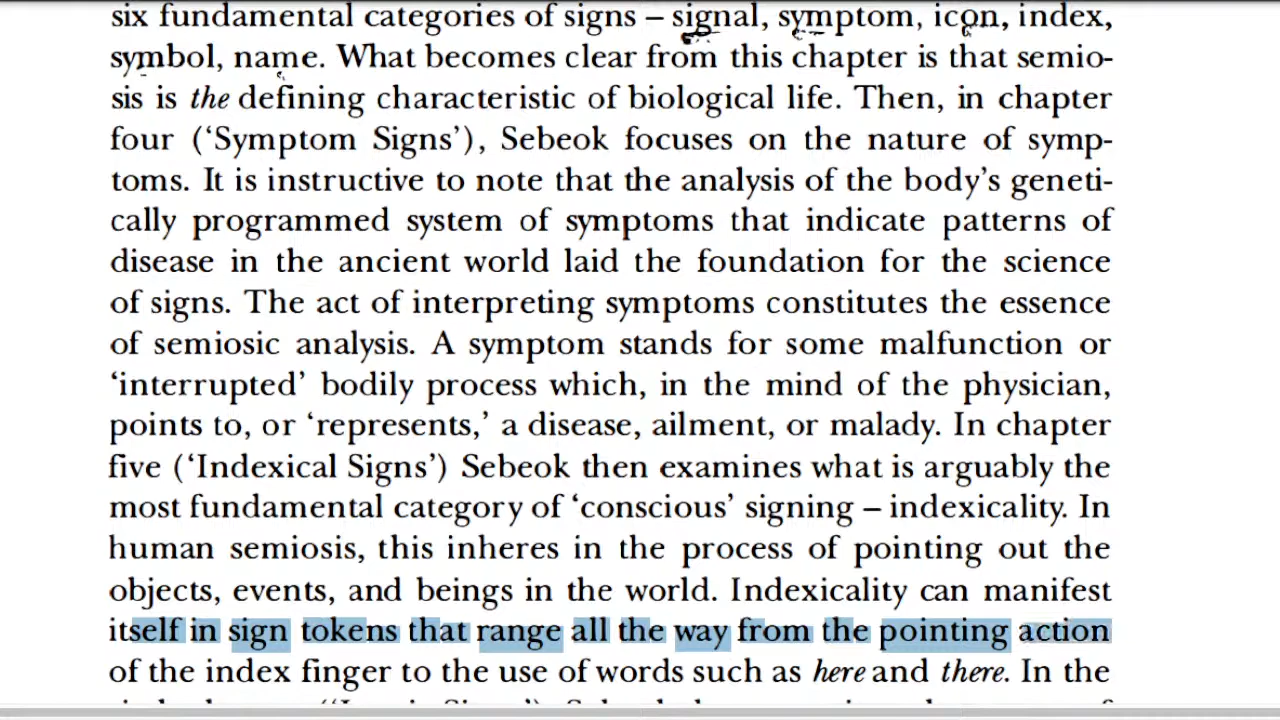 six fundamental categories of signs – signal, symptom, icon, index,
symbol, name. What becomes clear from this chapter is that semio-
sis is the defining characteristic of biological life. Then, in chapter
four (‘Symptom Signs’), Sebeok focuses on the nature of symp-
toms. It is instructive to note that the analysis of the body’s geneti-
cally programmed system of symptoms that indicate patterns of
disease in the ancient world laid the foundation for the science
of signs. The act of interpreting symptoms constitutes the essence
of semiosic analysis. A symptom stands for some malfunction or
‘interrupted’ bodily process which, in the mind of the physician,
points to, or ‘represents,’ a disease, ailment, or malady. In chapter
five (‘Indexical Signs’) Sebeok then examines what is arguably the
most fundamental category of ‘conscious’ signing – indexicality. In
human semiosis, this inheres in the process of pointing out the
objects, events, and beings in the world. Indexicality can manifest
itself in sign tokens that range all the way from the pointing action
of the index finger to the use of words such as here and there. In the